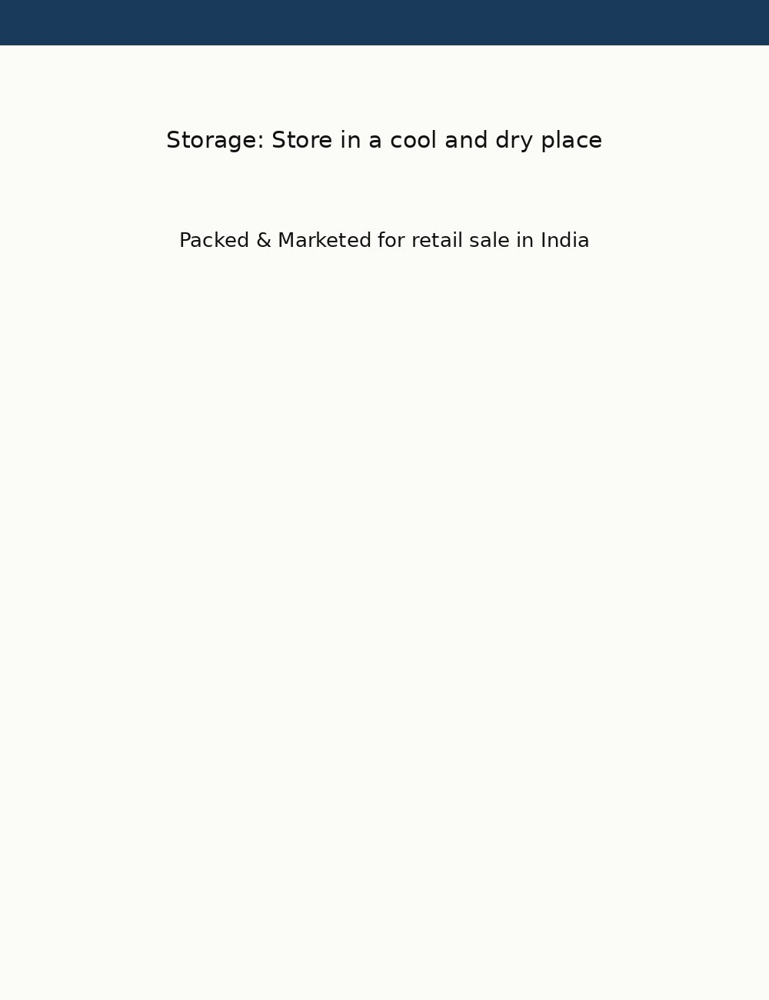 Storage: Store in a cool and dry place
Packed & Marketed for retail sale in India